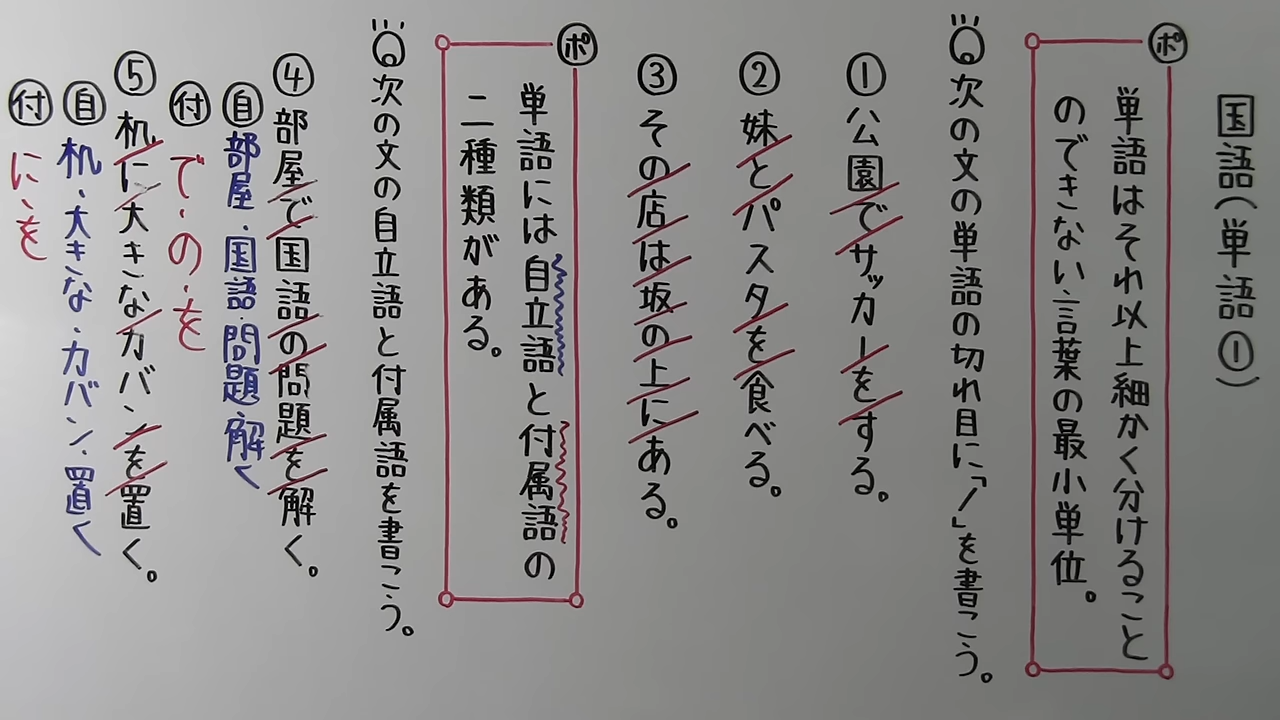 国語(単語①)
ポ
単語はそれ以上細かく分けること
のできない言葉の最小単位。
Q次の文の単語の切れ目に「/」を書こう。
①公園/で/サッカー/を/する。
②妹/と/パスタ/を/食べる。
③その/店/は/坂/の/上/に/ある。
ポ
単語には自立語と付属語の
二種類がある。
Q次の文の自立語と付属語を書こう。
④部屋/で/国語/の/問題/を/解く。
自部屋・国語・問題・解く
付で・の・を
⑤机/に/大きな/カバン/を/置く。
自机・大きな・カバン・置く
付に・を